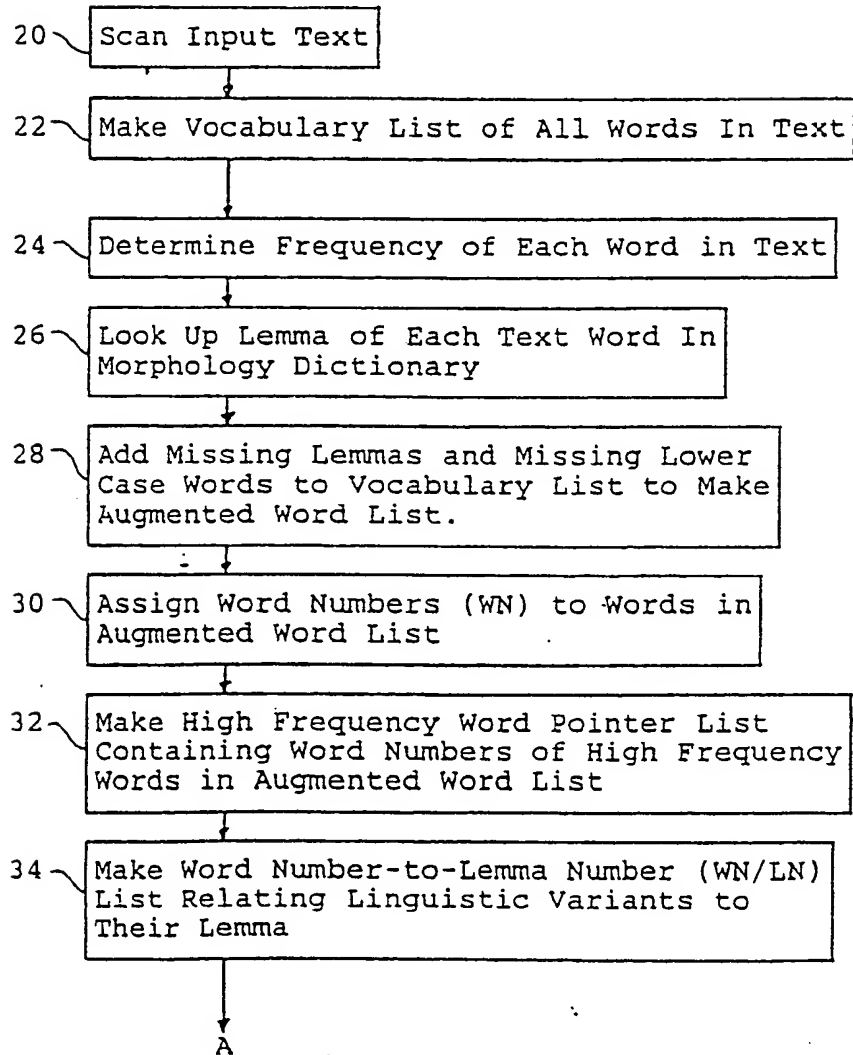 20 Scan Input Text
22 Make Vocabulary List of All Words In Text
24 Determine Frequency of Each Word in Text
26 Look Up Lemma of Each Text Word In
Morphology Dictionary
28 Add Missing Lemmas and Missing Lower
Case Words to Vocabulary List to Make
Augmented Word List.
30 Assign Word Numbers (WN) to Words in
Augmented Word List
32 Make High Frequency Word Pointer List
Containing Word Numbers of High Frequency
Words in Augmented Word List
34 Make Word Number-to-Lemma Number (WN/LN)
List Relating Linguistic Variants to
Their Lemma
A